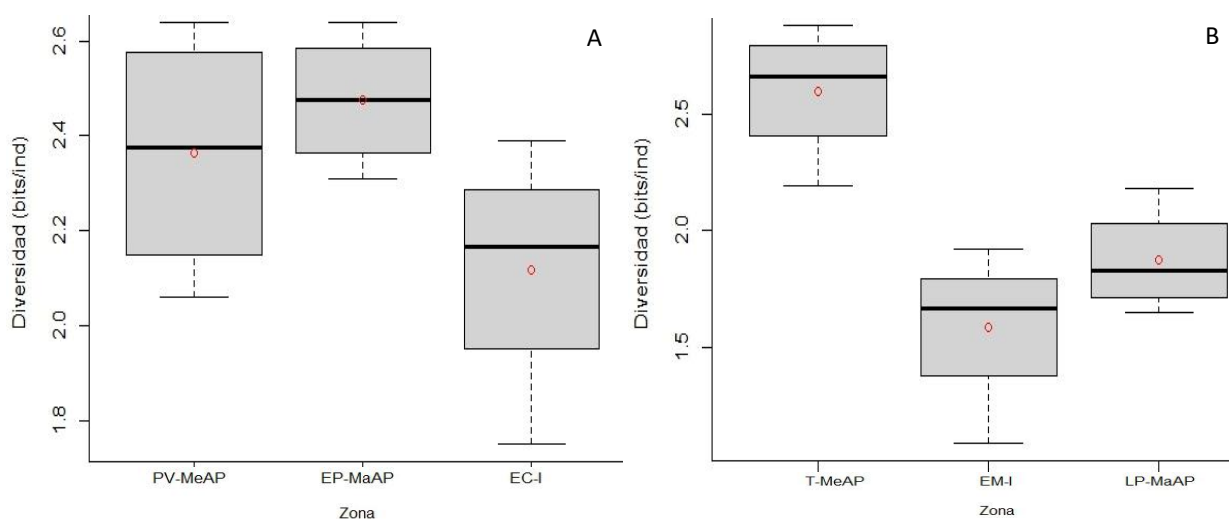 A
Diversidad (bits/ind)
2.6
2.4
2.2
2.0
1.8
PV-MeAP EP-MaAP EC-I
Zona
B
Diversidad (bits/ind)
2.5
2.0
1.5
T-MeAP EM-I LP-MaAP
Zona